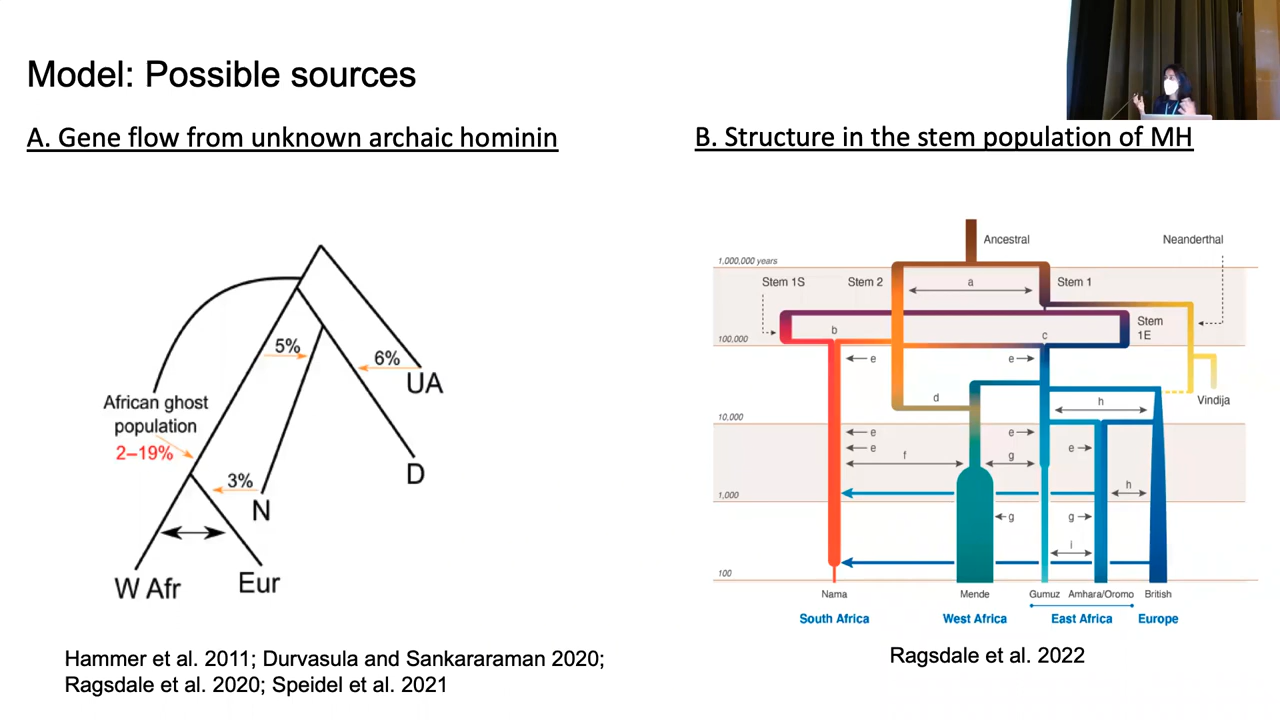 Model: Possible sources
A. Gene flow from unknown archaic hominin
5%
6%
UA
African ghost
population
2–19%
D
3%
N
W Afr
Eur
Hammer et al. 2011; Durvasula and Sankararaman 2020;
Ragsdale et al. 2020; Speidel et al. 2021
B. Structure in the stem population of MH
Ancestral
Neanderthal
1,000,000 years
Stem 1S
Stem 2
a
Stem 1
Stem
1E
b
c
100,000
e
e
d
h
Vindija
10,000
e
e
e
e
f
g
h
1,000
g
g
i
100
Nama
Mende
Gumuz
Amhara/Oromo
British
South Africa
West Africa
East Africa
Europe
Ragsdale et al. 2022